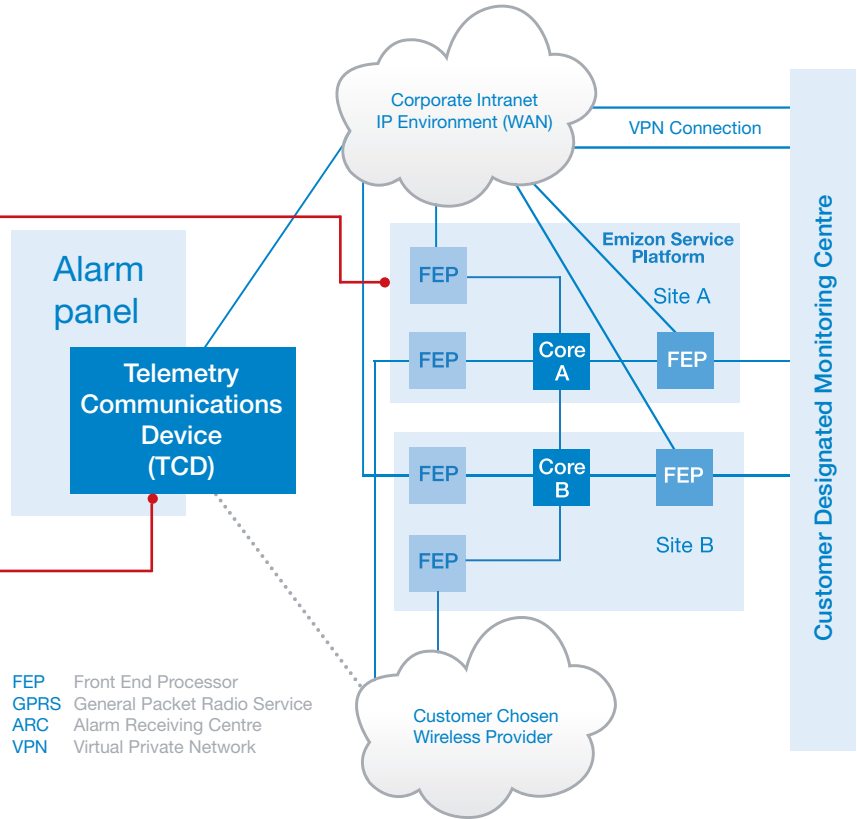 Corporate Intranet
IP Environment (WAN)
VPN Connection
Customer Designated Monitoring Centre
Emizon Service
Platform
Site A
Alarm
panel
FEP
FEP
Core
A
FEP
Telemetry
Communications
Device
(TCD)
FEP
Core
B
FEP
FEP
Site B
FEP Front End Processor
GPRS General Packet Radio Service
ARC Alarm Receiving Centre
VPN Virtual Private Network
Customer Chosen
Wireless Provider